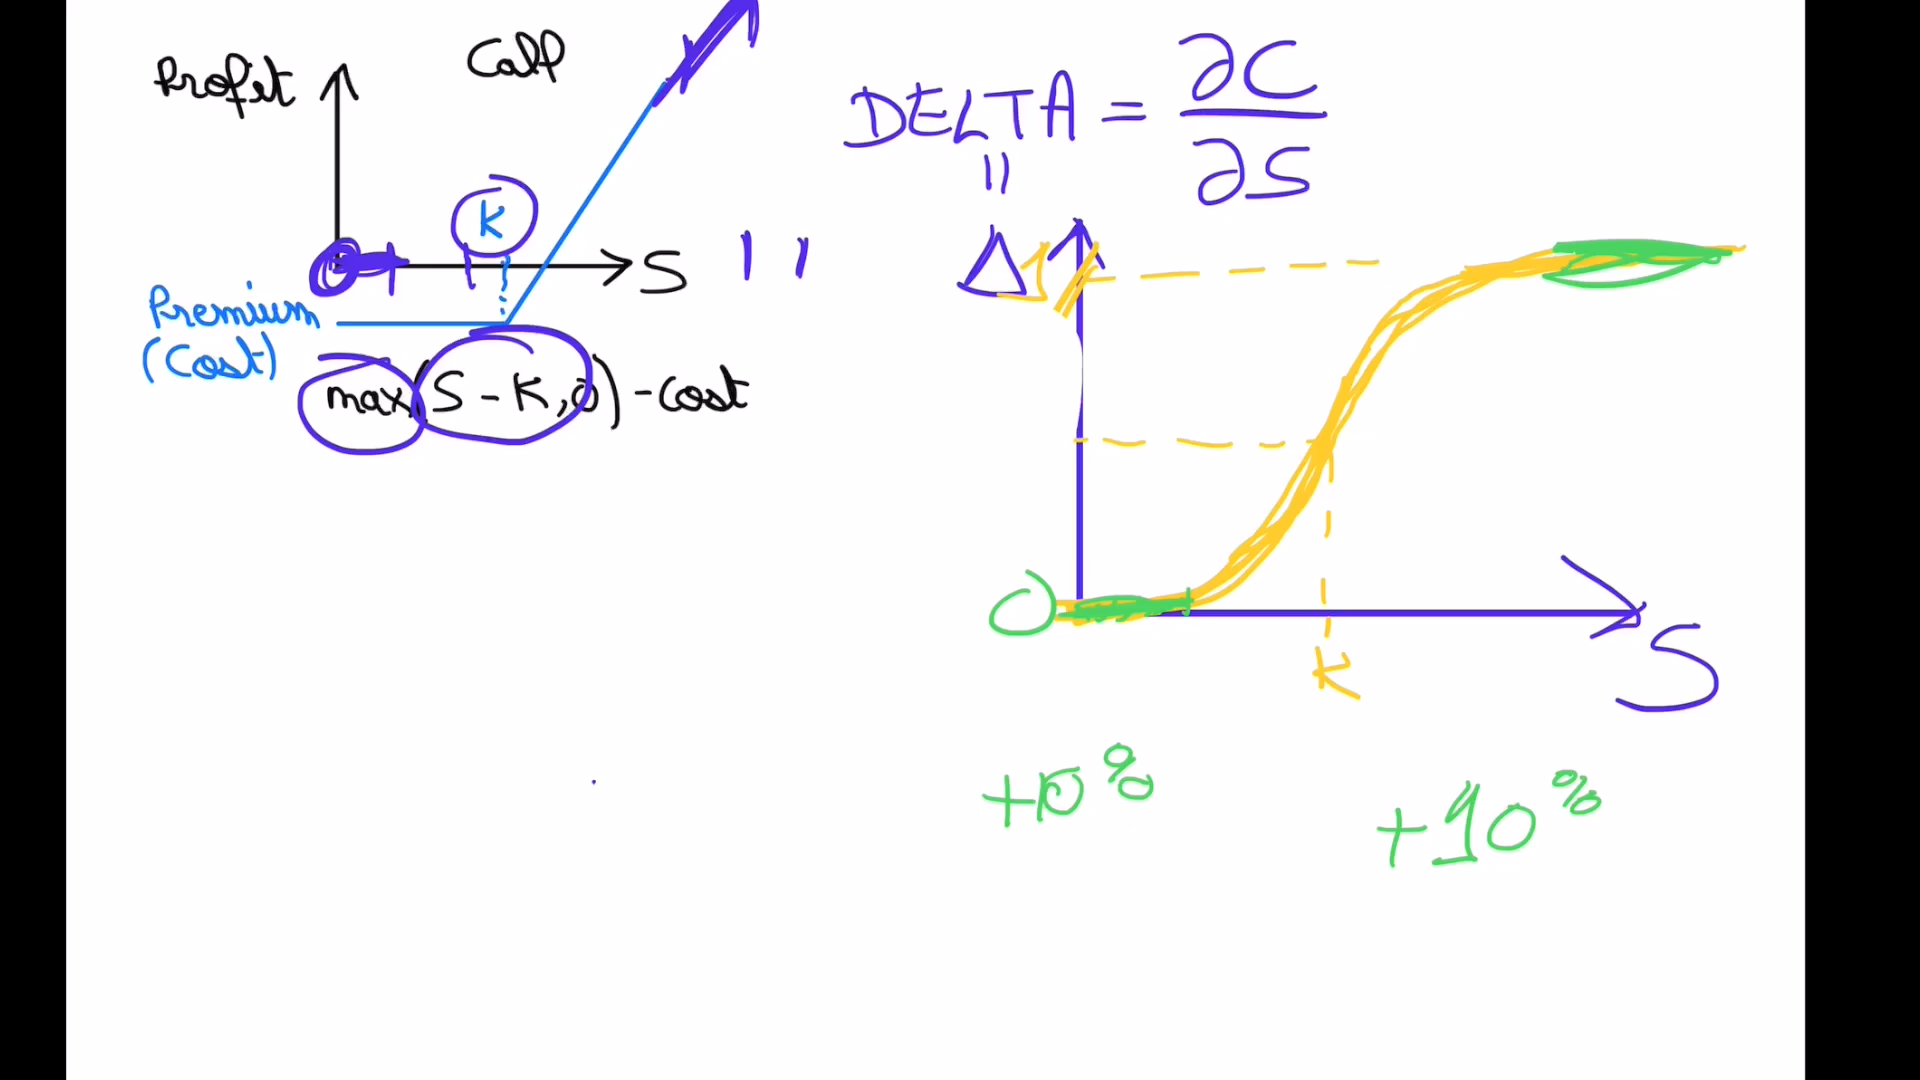 Profit
Call
K
S
Premium
(Cost)
max(S - K, 0) - cost
DELTA = ∂C/∂S
=
Δ
1
0
K
S
+10%
+10%